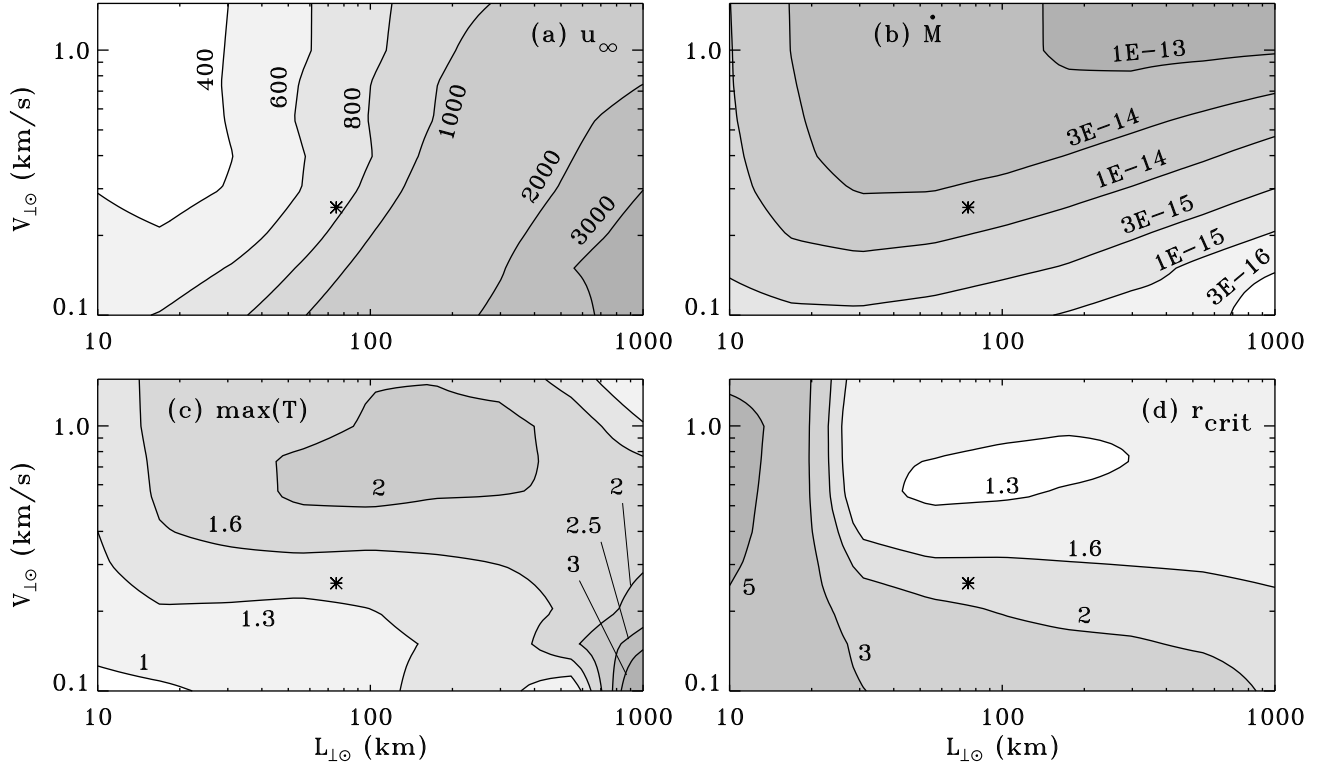 (a) u∞
400
600
800
1000
2000
3000
1.0
0.1
V⊥⊙ (km/s)
10 100 1000
(b) Ṁ
1E−13
3E−14
1E−14
3E−15
1E−15
3E−16
1.0
0.1
10 100 1000
(c) max(T)
2
1.6
1.3
1
2
2.5
3
1.0
0.1
V⊥⊙ (km/s)
10 100 1000
L⊥⊙ (km)
(d) rcrit
1.3
1.6
2
3
5
1.0
0.1
10 100 1000
L⊥⊙ (km)